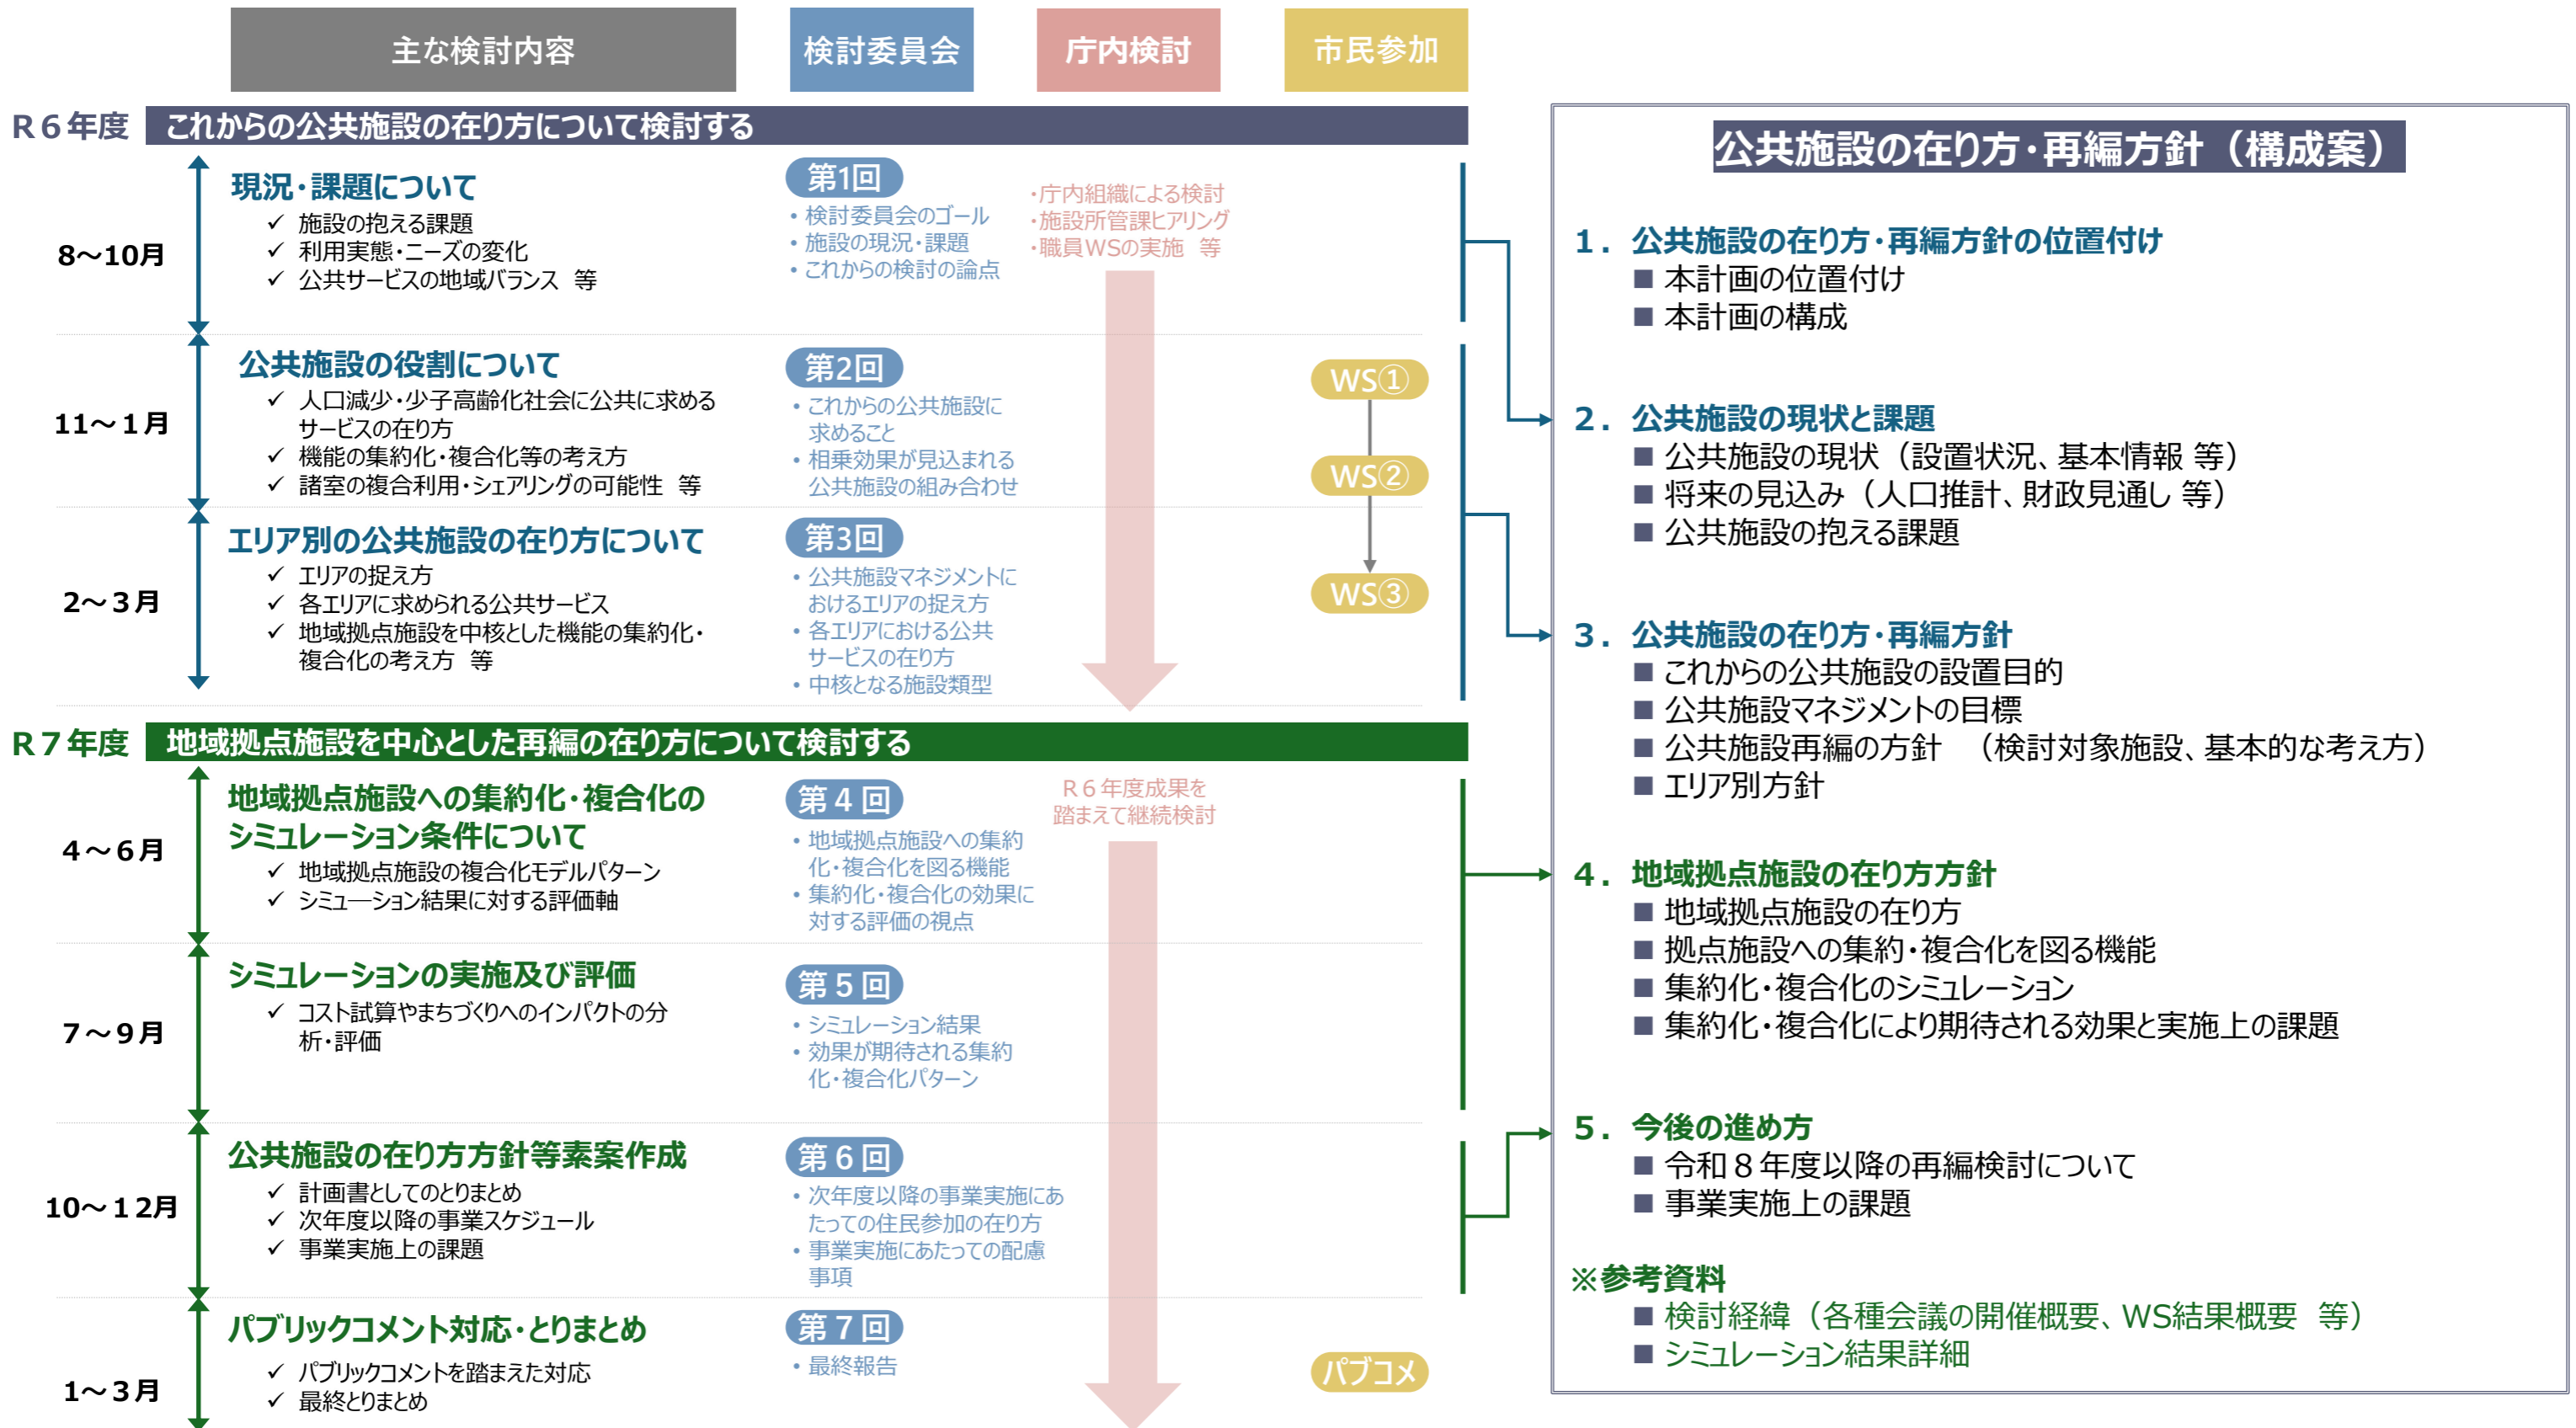 主な検討内容
検討委員会
庁内検討
市民参加
R６年度
これからの公共施設の在り方について検討する
8～10月
現況・課題について
✓ 施設の抱える課題
✓ 利用実態・ニーズの変化
✓ 公共サービスの地域バランス 等
第1回
• 検討委員会のゴール
• 施設の現況・課題
• これからの検討の論点
・庁内組織による検討
・施設所管課ヒアリング
・職員WSの実施 等
11～１月
公共施設の役割について
✓ 人口減少・少子高齢化社会に公共に求める
サービスの在り方
✓ 機能の集約化・複合化等の考え方
✓ 諸室の複合利用・シェアリングの可能性 等
第2回
• これからの公共施設に
求めること
• 相乗効果が見込まれる
公共施設の組み合わせ
WS①
WS②
2～３月
エリア別の公共施設の在り方について
✓ エリアの捉え方
✓ 各エリアに求められる公共サービス
✓ 地域拠点施設を中核とした機能の集約化・
複合化の考え方 等
第3回
• 公共施設マネジメントに
おけるエリアの捉え方
• 各エリアにおける公共
サービスの在り方
• 中核となる施設類型
WS③
R７年度
地域拠点施設を中心とした再編の在り方について検討する
４～６月
地域拠点施設への集約化・複合化の
シミュレーション条件について
✓ 地域拠点施設の複合化モデルパターン
✓ シミュ―ション結果に対する評価軸
第４回
• 地域拠点施設への集約
化・複合化を図る機能
• 集約化・複合化の効果に
対する評価の視点
R６年度成果を
踏まえて継続検討
７～９月
シミュレーションの実施及び評価
✓ コスト試算やまちづくりへのインパクトの分
析・評価
第５回
• シミュレーション結果
• 効果が期待される集約
化・複合化パターン
10～１2月
公共施設の在り方方針等素案作成
✓ 計画書としてのとりまとめ
✓ 次年度以降の事業スケジュール
✓ 事業実施上の課題
第６回
• 次年度以降の事業実施にあ
たっての住民参加の在り方
• 事業実施にあたっての配慮
事項
1～３月
パブリックコメント対応・とりまとめ
✓ パブリックコメントを踏まえた対応
✓ 最終とりまとめ
第７回
• 最終報告
パブコメ
公共施設の在り方・再編方針（構成案）
１．公共施設の在り方・再編方針の位置付け
■ 本計画の位置付け
■ 本計画の構成
２．公共施設の現状と課題
■ 公共施設の現状（設置状況、基本情報 等）
■ 将来の見込み（人口推計、財政見通し 等）
■ 公共施設の抱える課題
３．公共施設の在り方・再編方針
■ これからの公共施設の設置目的
■ 公共施設マネジメントの目標
■ 公共施設再編の方針 （検討対象施設、基本的な考え方）
■ エリア別方針
４．地域拠点施設の在り方方針
■ 地域拠点施設の在り方
■ 拠点施設への集約・複合化を図る機能
■ 集約化・複合化のシミュレーション
■ 集約化・複合化により期待される効果と実施上の課題
５．今後の進め方
■ 令和８年度以降の再編検討について
■ 事業実施上の課題
※参考資料
■ 検討経緯（各種会議の開催概要、WS結果概要 等）
■ シミュレーション結果詳細